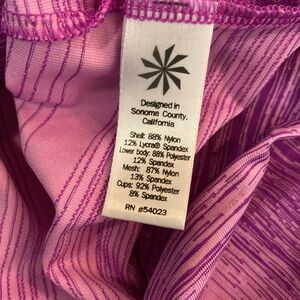 Designed in
Sonoma County,
California
Shell: 88% Nylon
12% Lycra® Spandex
Lower body: 88% Polyester
12% Spandex
Mesh: 87% Nylon
13% Spandex
Cups: 92% Polyester
8% Spandex
RN #54023